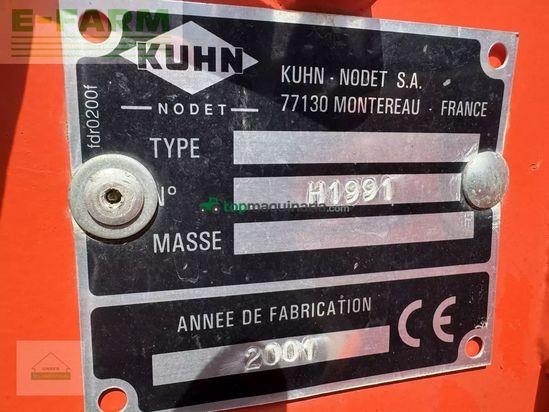 E-FARM
KUHN
NODET
KUHN - NODET S.A.
77130 MONTEREAU - FRANCE
fdr0200f
TYPE
N° H1991
topmaquinaria.com
MASSE
ANNEE DE FABRICATION
2001
CE